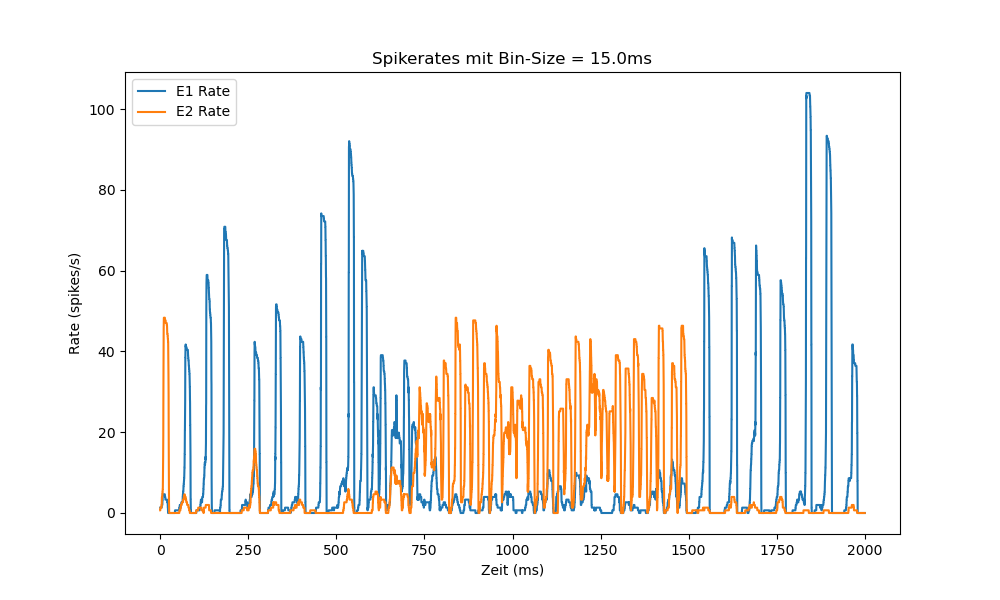 Spikerates mit Bin-Size = 15.0ms
E1 Rate
E2 Rate
Rate (spikes/s)
100
80
60
40
20
0
0 250 500 750 1000 1250 1500 1750 2000
Zeit (ms)